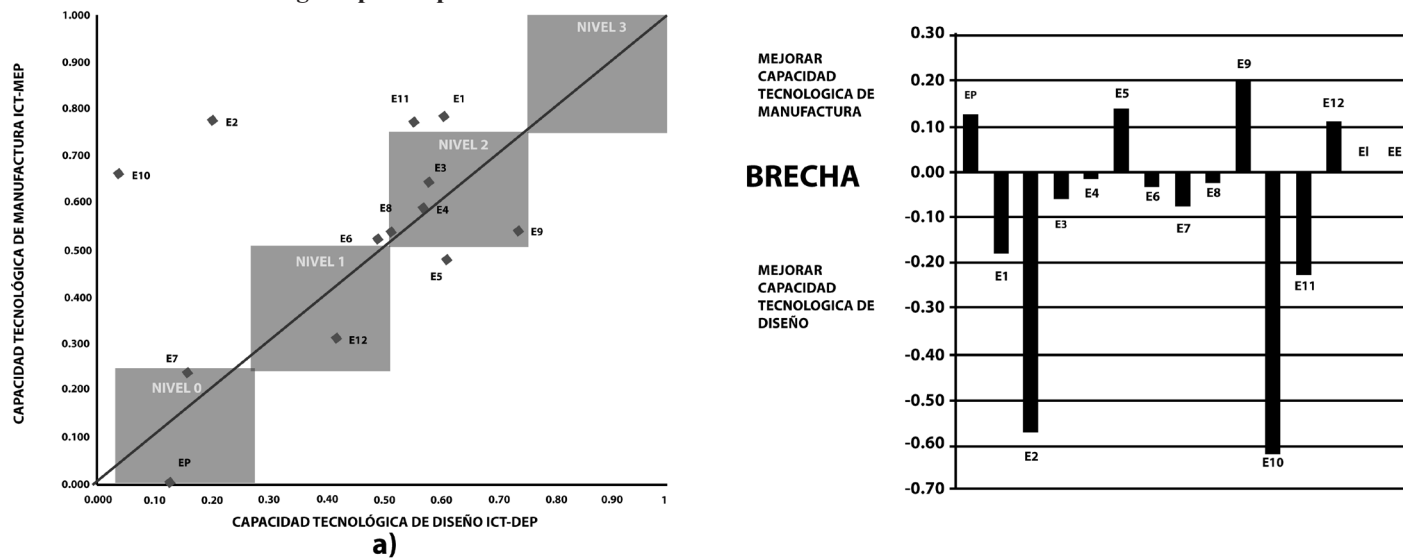 1.000
0.900
0.800
0.700
0.600
0.500
0.400
0.300
0.200
0.100
0.000
CAPACIDAD TECNOLÓGICA DE MANUFACTURA ICT-MEP
NIVEL 3
NIVEL 2
NIVEL 1
NIVEL 0
E11
E1
E2
E3
E10
E8
E4
E6
E9
E5
E12
E7
EP
0.000 0.10 0.20 0.30 0.40 0.50 0.60 0.70 0.80 0.90 1
CAPACIDAD TECNOLÓGICA DE DISEÑO ICT-DEP
a)
MEJORAR
CAPACIDAD
TECNOLOGICA DE
MANUFACTURA
BRECHA
MEJORAR
CAPACIDAD
TECNOLOGICA DE
DISEÑO
0.30
0.20
0.10
0.00
-0.10
-0.20
-0.30
-0.40
-0.50
-0.60
-0.70
EP
E1
E2
E3
E4
E5
E6
E7
E8
E9
E10
E11
E12
EI
EE